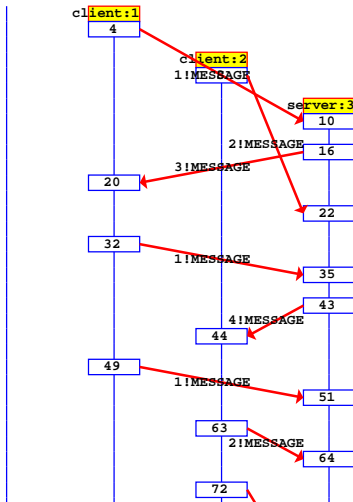 client:1
4
client:2
1!MESSAGE
server:3
10
2!MESSAGE
16
3!MESSAGE
20
22
32
1!MESSAGE
35
43
4!MESSAGE
44
49
1!MESSAGE
51
63
2!MESSAGE
64
72